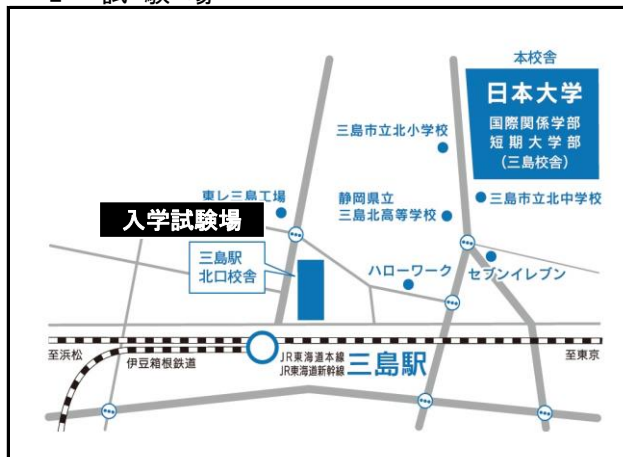 本校舎
日本大学
国際関係学部
短期大学部
(三島校舎)
三島市立北小学校
東レ三島工場
静岡県立
三島北高等学校
三島市立北中学校
入学試験場
三島駅
北口校舎
ハローワーク
セブンイレブン
至浜松
伊豆箱根鉄道
JR東海道本線
JR東海道新幹線
三島駅
至東京